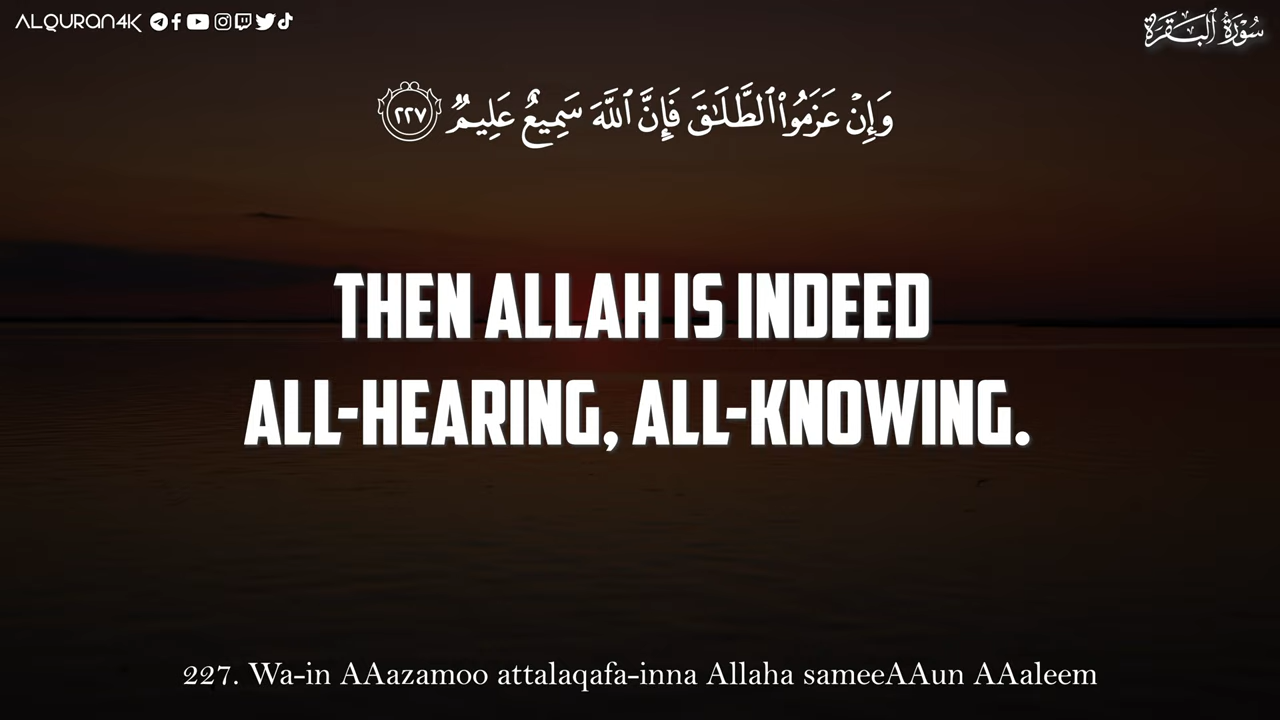 ALQURAN4K
سُورَةُ ٱلْبَقَرَةِ
وَإِنْ عَزَمُوا۟ ٱلطَّلَـٰقَ فَإِنَّ ٱللَّهَ سَمِيعٌ عَلِيمٌ ٢٢٧
THEN ALLAH IS INDEED
ALL-HEARING, ALL-KNOWING.
227. Wa-in AAazamoo attalaqafa-inna Allaha sameeAAun AAaleem